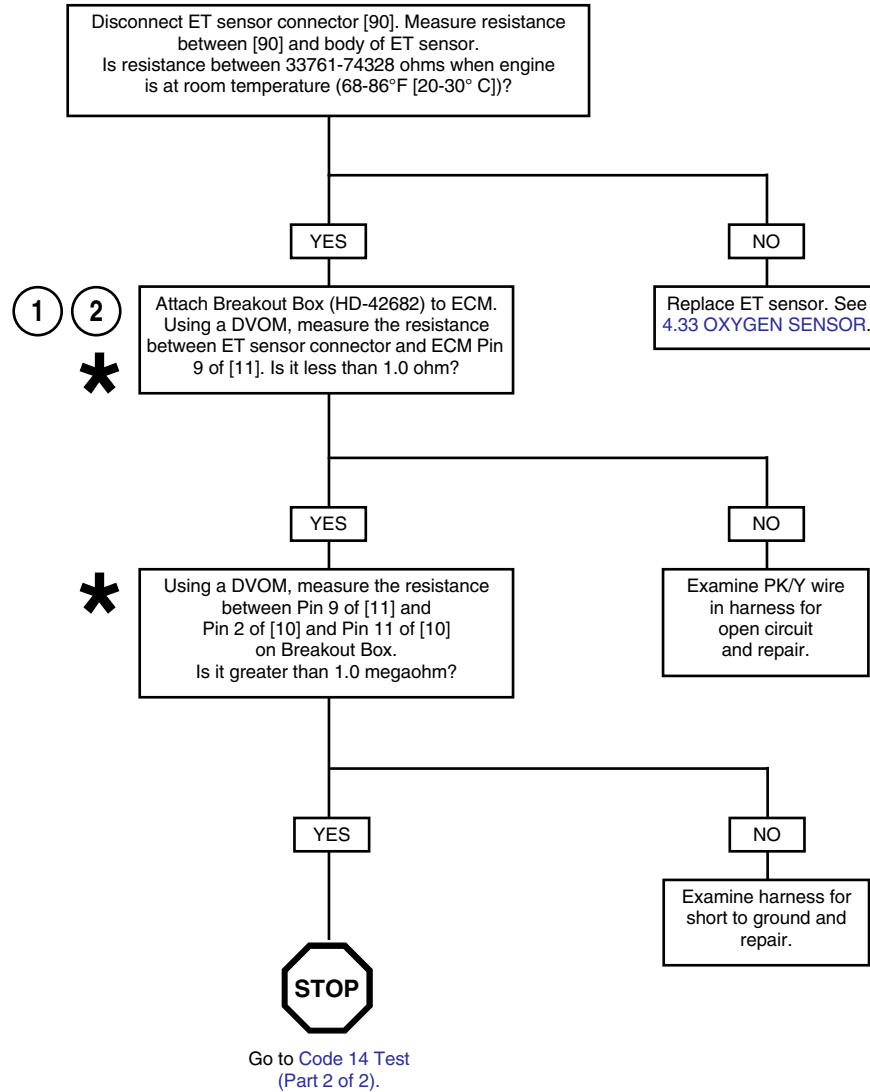 Disconnect ET sensor connector [90]. Measure resistance
between [90] and body of ET sensor.
Is resistance between 33761-74328 ohms when engine
is at room temperature (68-86°F [20-30° C])?
YES
NO
1
2
Attach Breakout Box (HD-42682) to ECM.
Using a DVOM, measure the resistance
between ET sensor connector and ECM Pin
9 of [11]. Is it less than 1.0 ohm?
Replace ET sensor. See
4.33 OXYGEN SENSOR.
*
YES
NO
*
Using a DVOM, measure the resistance
between Pin 9 of [11] and
Pin 2 of [10] and Pin 11 of [10]
on Breakout Box.
Is it greater than 1.0 megaohm?
Examine PK/Y wire
in harness for
open circuit
and repair.
YES
NO
Examine harness for
short to ground and
repair.
STOP
Go to Code 14 Test
(Part 2 of 2).